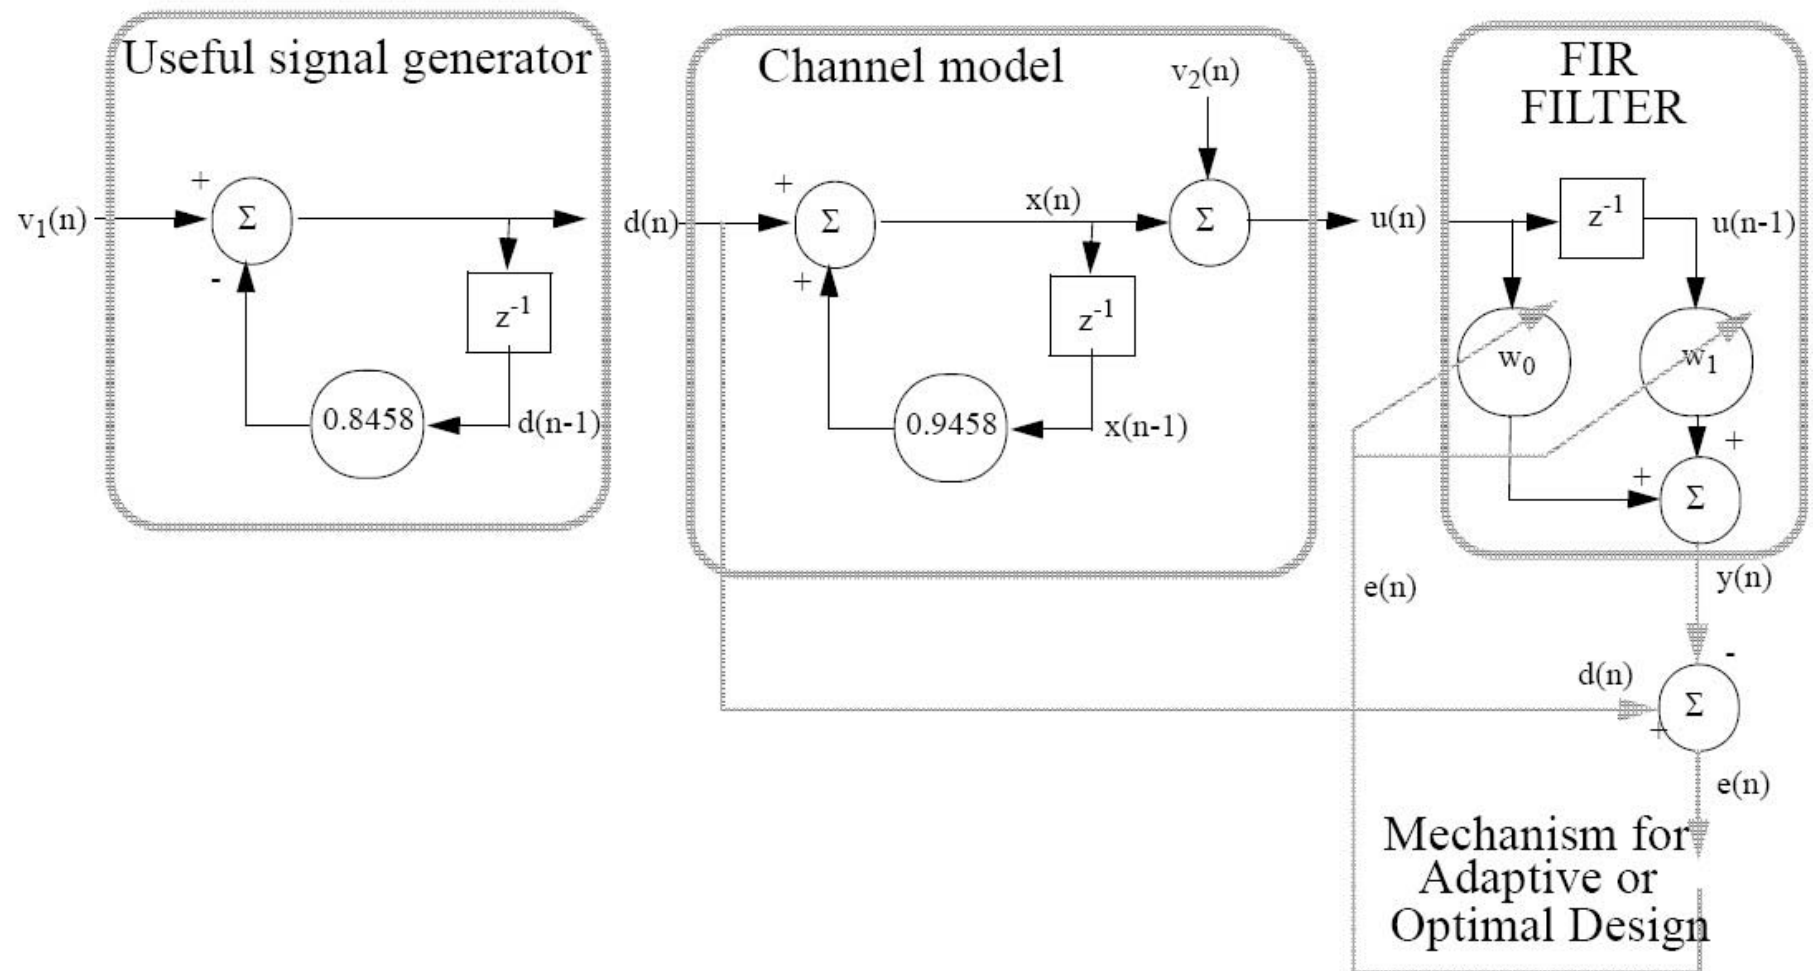 Useful signal generator
Channel model
FIR
FILTER
v₂(n)
+
+
v₁(n)
Σ
d(n)
Σ
x(n)
Σ
u(n)
z⁻¹
u(n-1)
-
+
z⁻¹
z⁻¹
w₀
w₁
0.8458
d(n-1)
0.9458
x(n-1)
+
+
Σ
e(n)
y(n)
-
d(n)
Σ
+
e(n)
Mechanism for
Adaptive or
Optimal Design